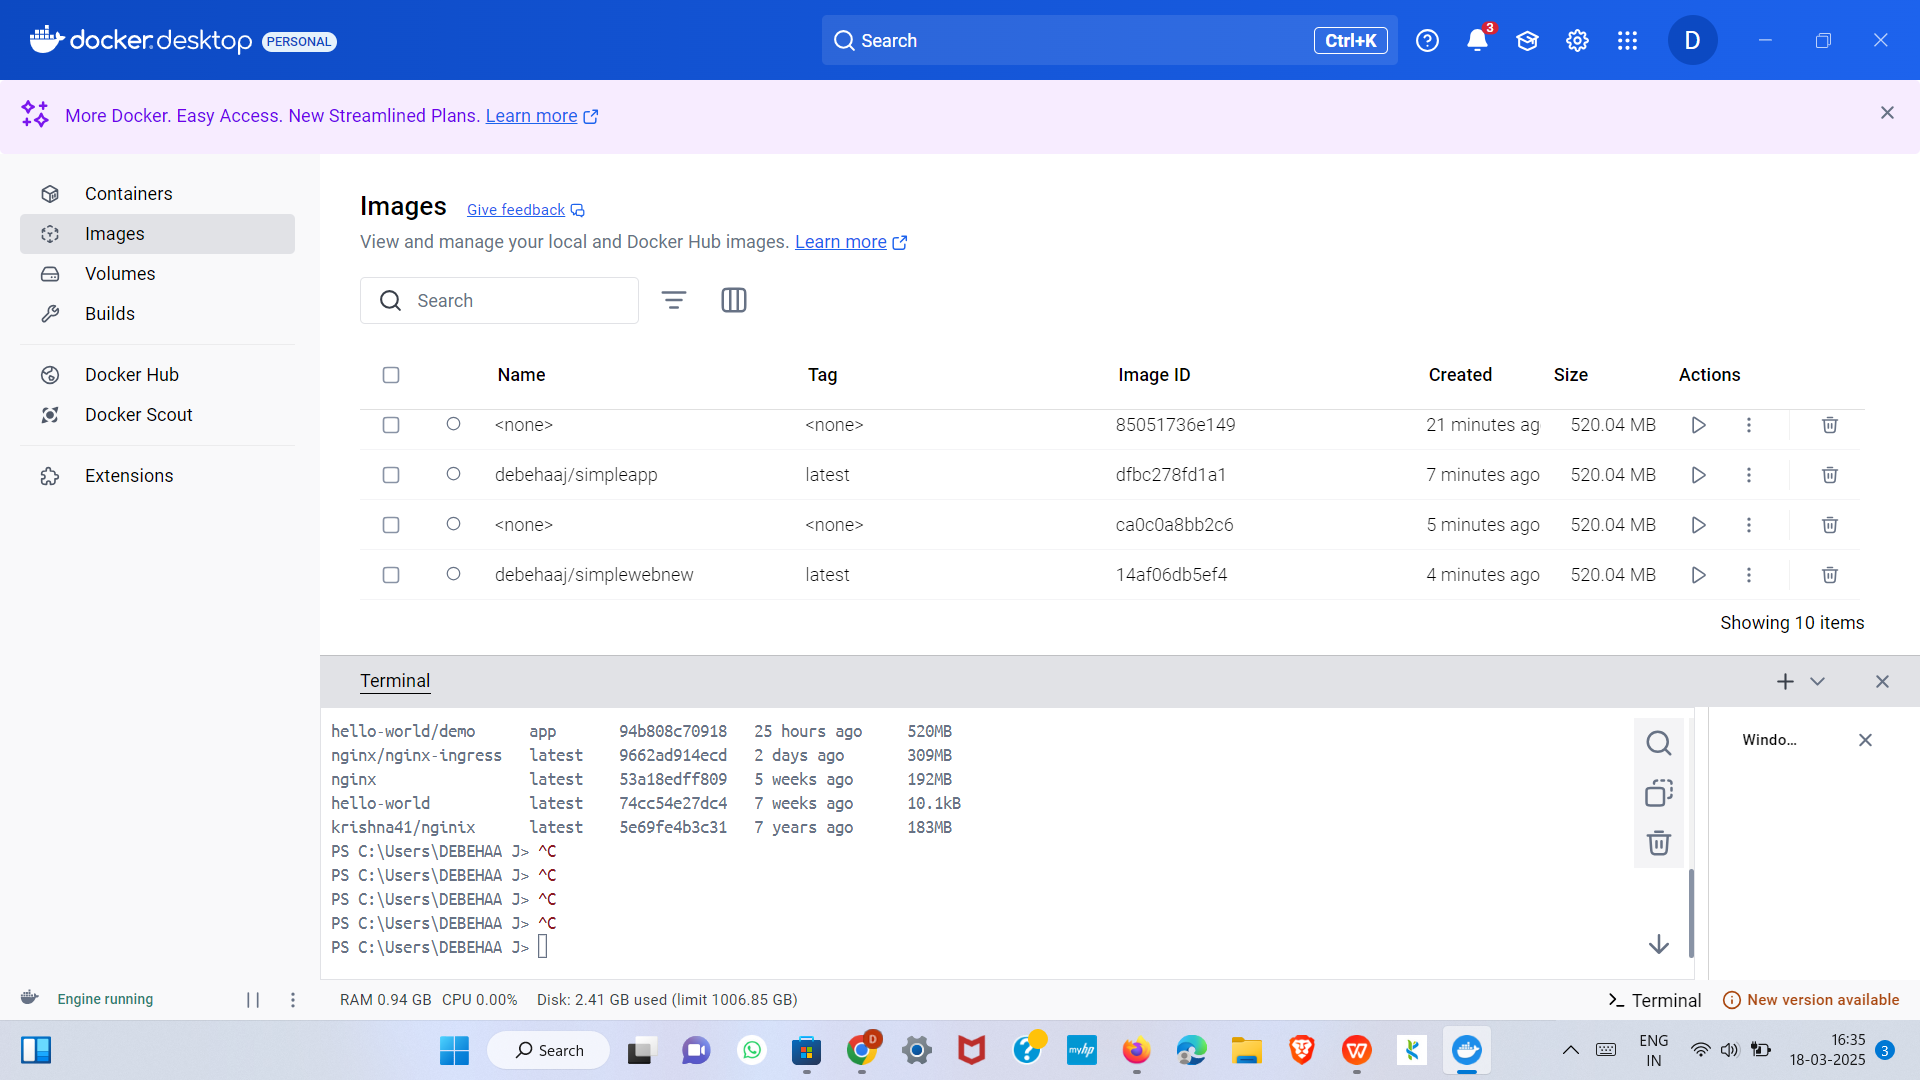 docker.desktop PERSONAL
Search Ctrl+K
3
D
More Docker. Easy Access. New Streamlined Plans. Learn more
Containers
Images
Volumes
Builds
Docker Hub
Docker Scout
Extensions
Images Give feedback
View and manage your local and Docker Hub images. Learn more
Search
Name Tag Image ID Created Size Actions
<none> <none> 85051736e149 21 minutes ag 520.04 MB
debehaaj/simpleapp latest dfbc278fd1a1 7 minutes ago 520.04 MB
<none> <none> ca0c0a8bb2c6 5 minutes ago 520.04 MB
debehaaj/simplewebnew latest 14af06db5ef4 4 minutes ago 520.04 MB
Showing 10 items
Terminal
hello-world/demo app 94b808c70918 25 hours ago 520MB
nginx/nginx-ingress latest 9662ad914ecd 2 days ago 309MB
nginx latest 53a18edff809 5 weeks ago 192MB
hello-world latest 74cc54e27dc4 7 weeks ago 10.1kB
krishna41/nginix latest 5e69fe4b3c31 7 years ago 183MB
PS C:\Users\DEBEHAA J> ^C
PS C:\Users\DEBEHAA J> ^C
PS C:\Users\DEBEHAA J> ^C
PS C:\Users\DEBEHAA J> ^C
PS C:\Users\DEBEHAA J>
Windo...
Engine running
RAM 0.94 GB CPU 0.00% Disk: 2.41 GB used (limit 1006.85 GB)
Terminal
New version available
Search
D
myhp
ENG
IN
16:35
18-03-2025
3